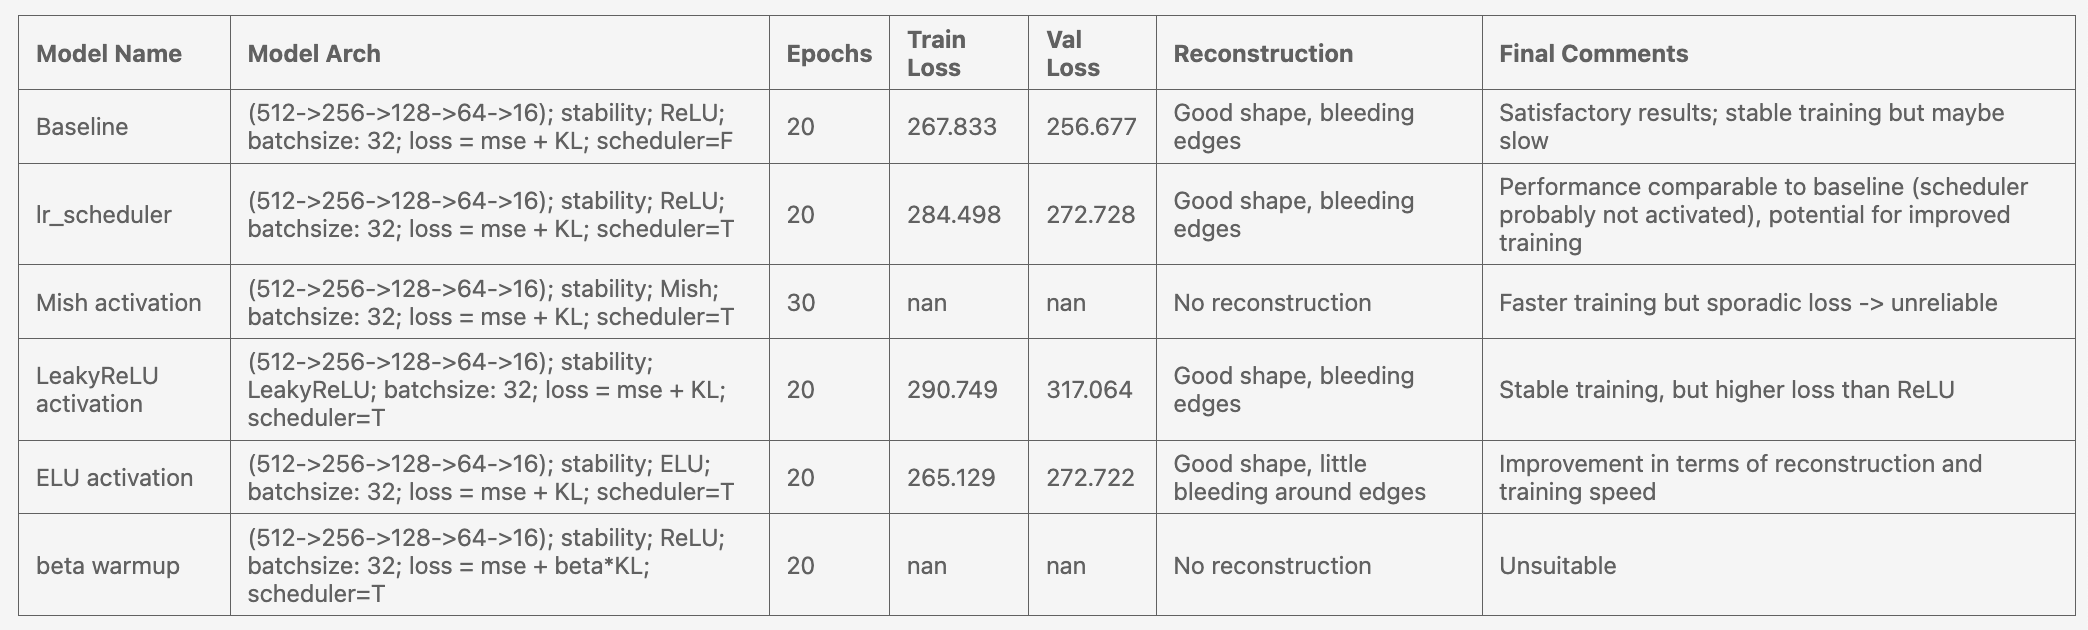 Model Name
Model Arch
Epochs
Train
Loss
Val
Loss
Reconstruction
Final Comments
Baseline
(512->256->128->64->16); stability; ReLU;
batchsize: 32; loss = mse + KL; scheduler=F
20
267.833
256.677
Good shape, bleeding
edges
Satisfactory results; stable training but maybe
slow
lr_scheduler
(512->256->128->64->16); stability; ReLU;
batchsize: 32; loss = mse + KL; scheduler=T
20
284.498
272.728
Good shape, bleeding
edges
Performance comparable to baseline (scheduler
probably not activated), potential for improved
training
Mish activation
(512->256->128->64->16); stability; Mish;
batchsize: 32; loss = mse + KL; scheduler=T
30
nan
nan
No reconstruction
Faster training but sporadic loss -> unreliable
LeakyReLU
activation
(512->256->128->64->16); stability;
LeakyReLU; batchsize: 32; loss = mse + KL;
scheduler=T
20
290.749
317.064
Good shape, bleeding
edges
Stable training, but higher loss than ReLU
ELU activation
(512->256->128->64->16); stability; ELU;
batchsize: 32; loss = mse + KL; scheduler=T
20
265.129
272.722
Good shape, little
bleeding around edges
Improvement in terms of reconstruction and
training speed
beta warmup
(512->256->128->64->16); stability; ReLU;
batchsize: 32; loss = mse + beta*KL;
scheduler=T
20
nan
nan
No reconstruction
Unsuitable